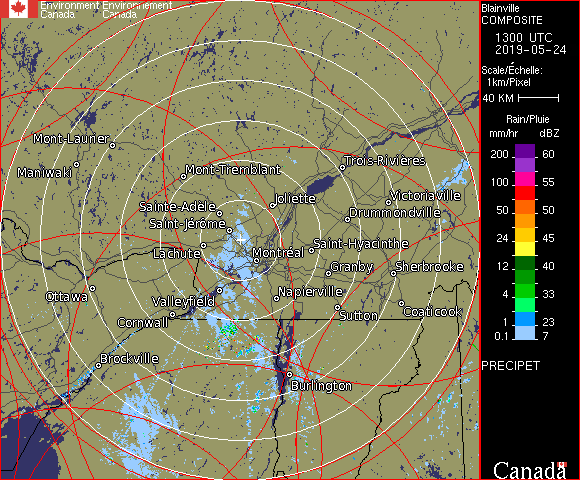 Environment Environnement
Canada Canada
Blainville
COMPOSITE
1300 UTC
2019-05-24
Scale/Échelle:
1km/Pixel
40 KM
Rain/Pluie
mm/hr dBZ
200 60
100 55
50 50
24 45
12 40
4 33
1 23
0.1 7
PRECIPET
Mont-Laurier
Maniwaki
Mont-Tremblant
Trois-Rivières
Sainte-Adèle
Joliette
Victoriaville
Saint-Jérôme
Drummondville
Lachute
Montréal
Saint-Hyacinthe
Granby
Sherbrooke
Ottawa
Valleyfield
Napierville
Cornwall
Sutton
Coaticook
Brockville
Burlington
Canada